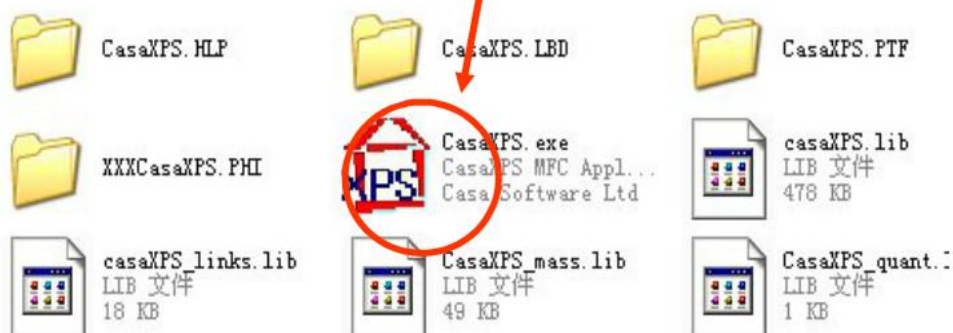 CasaXPS.HLP
CasaXPS.LBD
CasaXPS.PTF
XXXCasaXPS.PHI
XPS
CasaXPS.exe
CasaXPS MFC Appl...
Casa Software Ltd
casaXPS.lib
LIB 文件
478 KB
casaXPS_links.lib
LIB 文件
18 KB
CasaXPS_mass.lib
LIB 文件
49 KB
CasaXPS_quant.
LIB 文件
1 KB